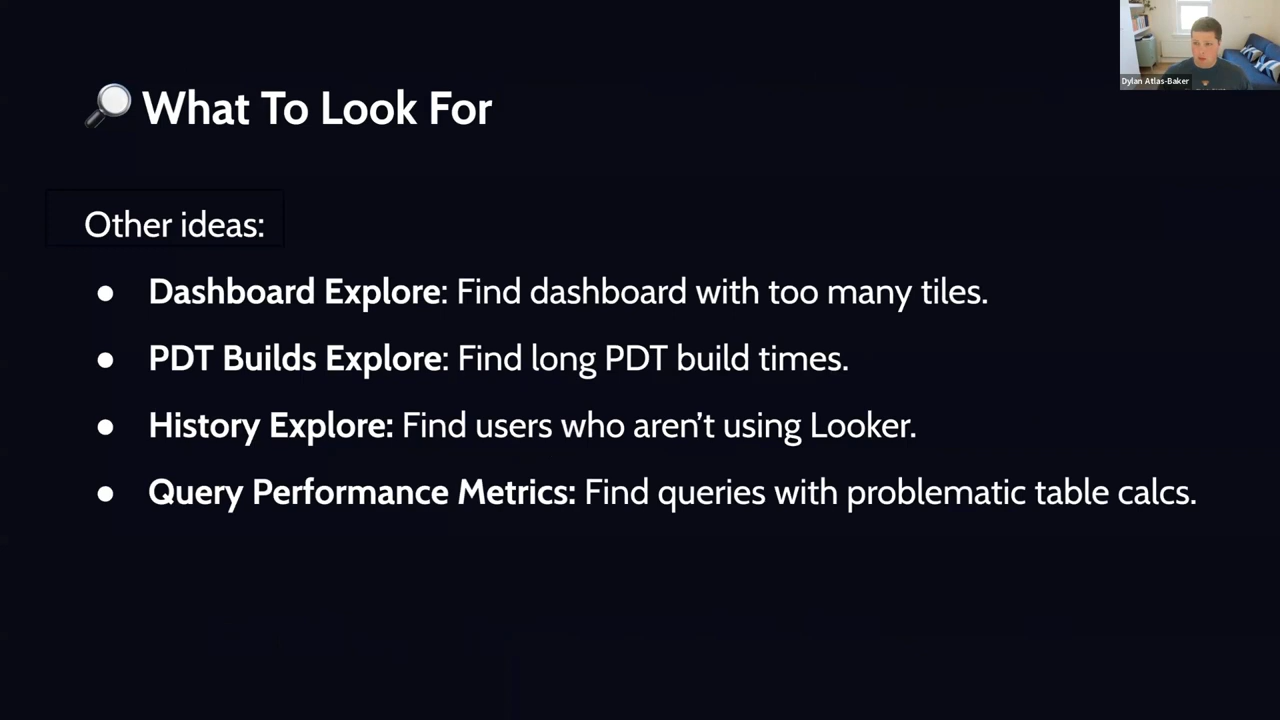 Dylan Atlas-Baker
What To Look For
Other ideas:
● Dashboard Explore: Find dashboard with too many tiles.
● PDT Builds Explore: Find long PDT build times.
● History Explore: Find users who aren’t using Looker.
● Query Performance Metrics: Find queries with problematic table calcs.